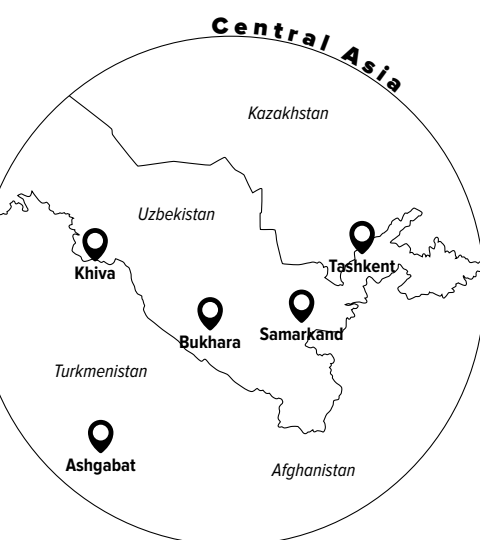 Central Asia
Kazakhstan
Uzbekistan
Tashkent
Khiva
Samarkand
Bukhara
Turkmenistan
Ashgabat
Afghanistan